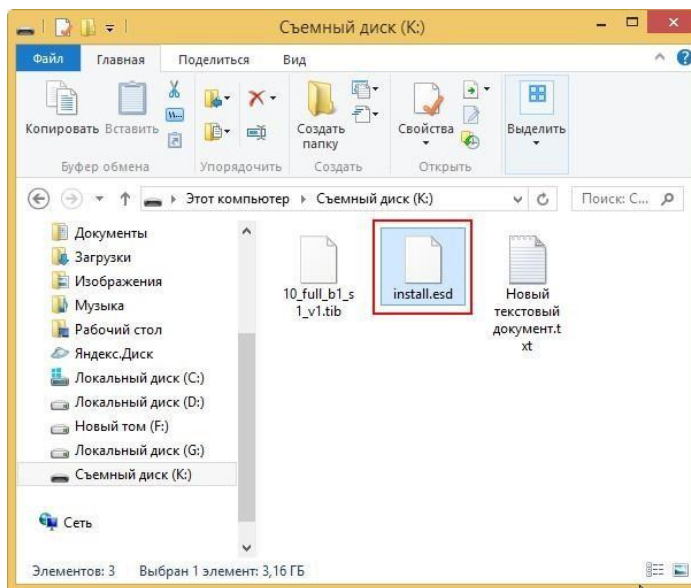 Съемный диск (K:)
Файл
Главная
Поделиться
Вид
Копировать
Вставить
Создать
папку
Свойства
Выделить
Буфер обмена
Упорядочить
Создать
Открыть
Этот компьютер
Съемный диск (K:)
Поиск: С...
Документы
Загрузки
Изображения
Музыка
Рабочий стол
Яндекс.Диск
Локальный диск (C:)
Локальный диск (D:)
Новый том (F:)
Локальный диск (G:)
Съемный диск (K:)
Сеть
10_full_b1_s
1_v1.tib
install.esd
Новый
текстовый
документ.t
xt
Элементов: 3
Выбран 1 элемент: 3,16 ГБ